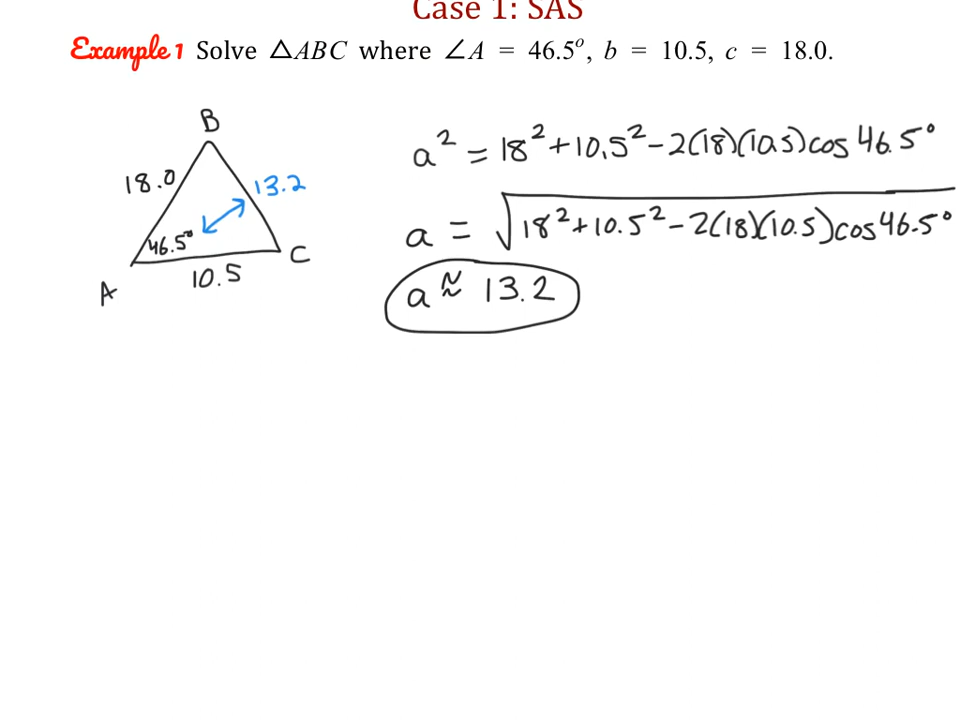 Case 1: SAS
Example 1 Solve △ABC where ∠A = 46.5°, b = 10.5, c = 18.0.
B
18.0
13.2
46.5°
C
10.5
A
a² = 18² + 10.5² - 2(18)(10.5)cos 46.5°
a = √18² + 10.5² - 2(18)(10.5)cos 46.5°
a ≈ 13.2